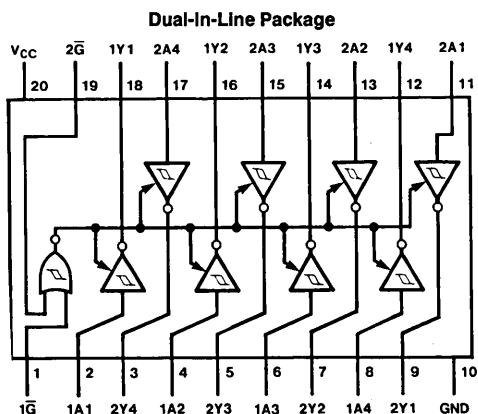 Dual-In-Line Package
VCC 2G̅ 1Y1 2A4 1Y2 2A3 1Y3 2A2 1Y4 2A1
20 19 18 17 16 15 14 13 12 11
1 2 3 4 5 6 7 8 9 10
1G̅ 1A1 2Y4 1A2 2Y3 1A3 2Y2 1A4 2Y1 GND